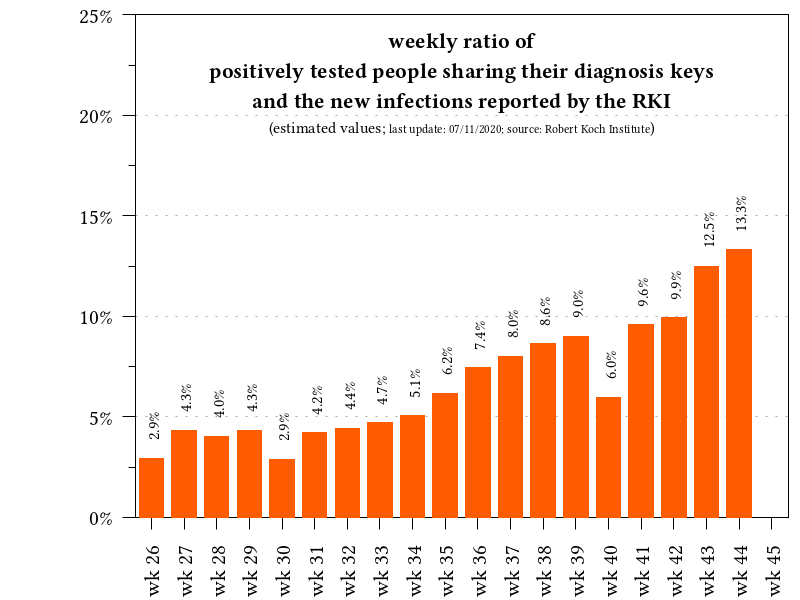 weekly ratio of
positively tested people sharing their diagnosis keys
and the new infections reported by the RKI
(estimated values; last update: 07/11/2020; source: Robert Koch Institute)
25%
20%
15%
10%
5%
0%
2.9%
4.3%
4.0%
4.3%
2.9%
4.2%
4.4%
4.7%
5.1%
6.2%
7.4%
8.0%
8.6%
9.0%
6.0%
9.6%
9.9%
12.5%
13.3%
wk 26
wk 27
wk 28
wk 29
wk 30
wk 31
wk 32
wk 33
wk 34
wk 35
wk 36
wk 37
wk 38
wk 39
wk 40
wk 41
wk 42
wk 43
wk 44
wk 45